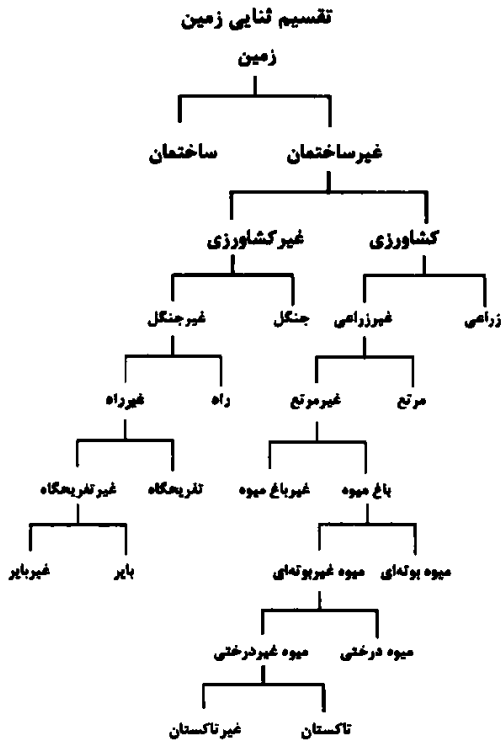 تقسیم ثنایی زمین
زمین
غیرساختمان ساختمان
کشاورزی غیرکشاورزی
زراعی غیرزراعی جنگل غیرجنگل
مرتع غیرمرتع راه غیرراه
باغ میوه غیرباغ میوه تفریحگاه غیرتفریحگاه
میوه بوته‌ای میوه غیربوته‌ای بایر غیربایر
میوه درختی میوه غیردرختی
تاکستان غیرتاکستان